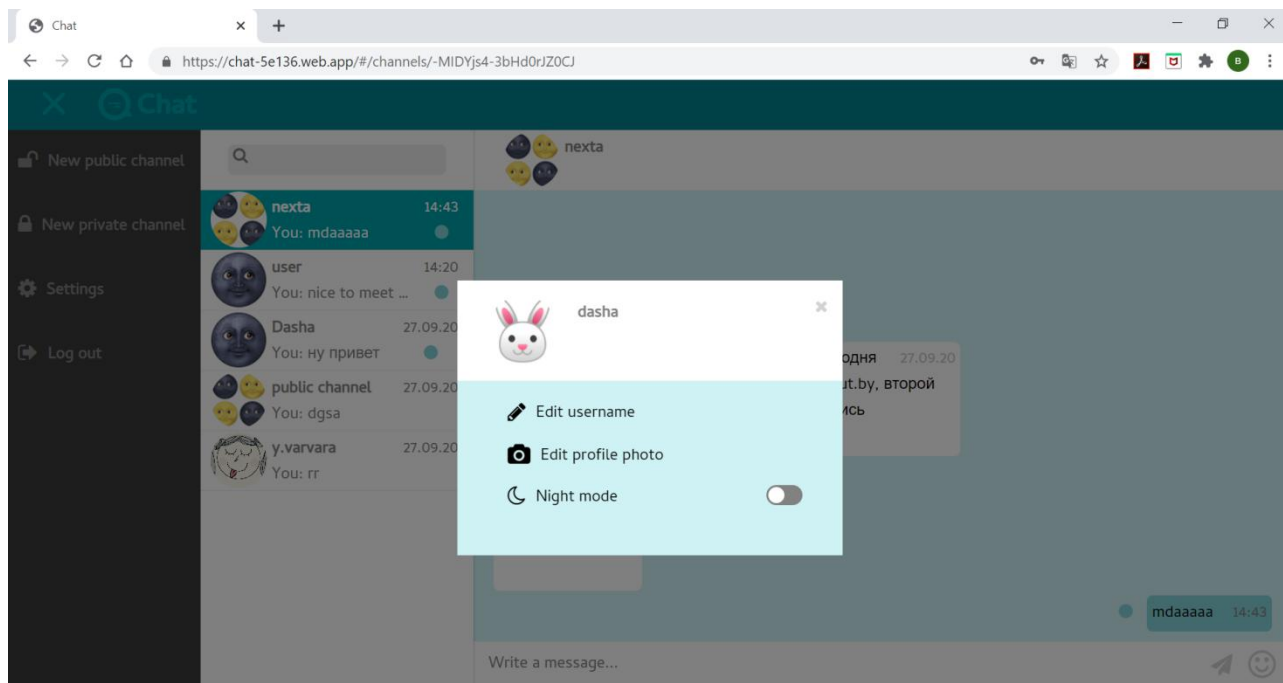 Chat
https://chat-5e136.web.app/#/channels/-MIDYjs4-3bHd0rJZ0CJ
B
Chat
New public channel
New private channel
Settings
Log out
nexta 14:43
You: mdaaaaa
user 14:20
You: nice to meet ...
Dasha 27.09.20
You: ну привет
public channel 27.09.20
You: dgsa
y.varvara 27.09.20
You: rr
nexta
одня 27.09.20
ut.by, второй
ись
dasha
Edit username
Edit profile photo
Night mode
mdaaaaa 14:43
Write a message...